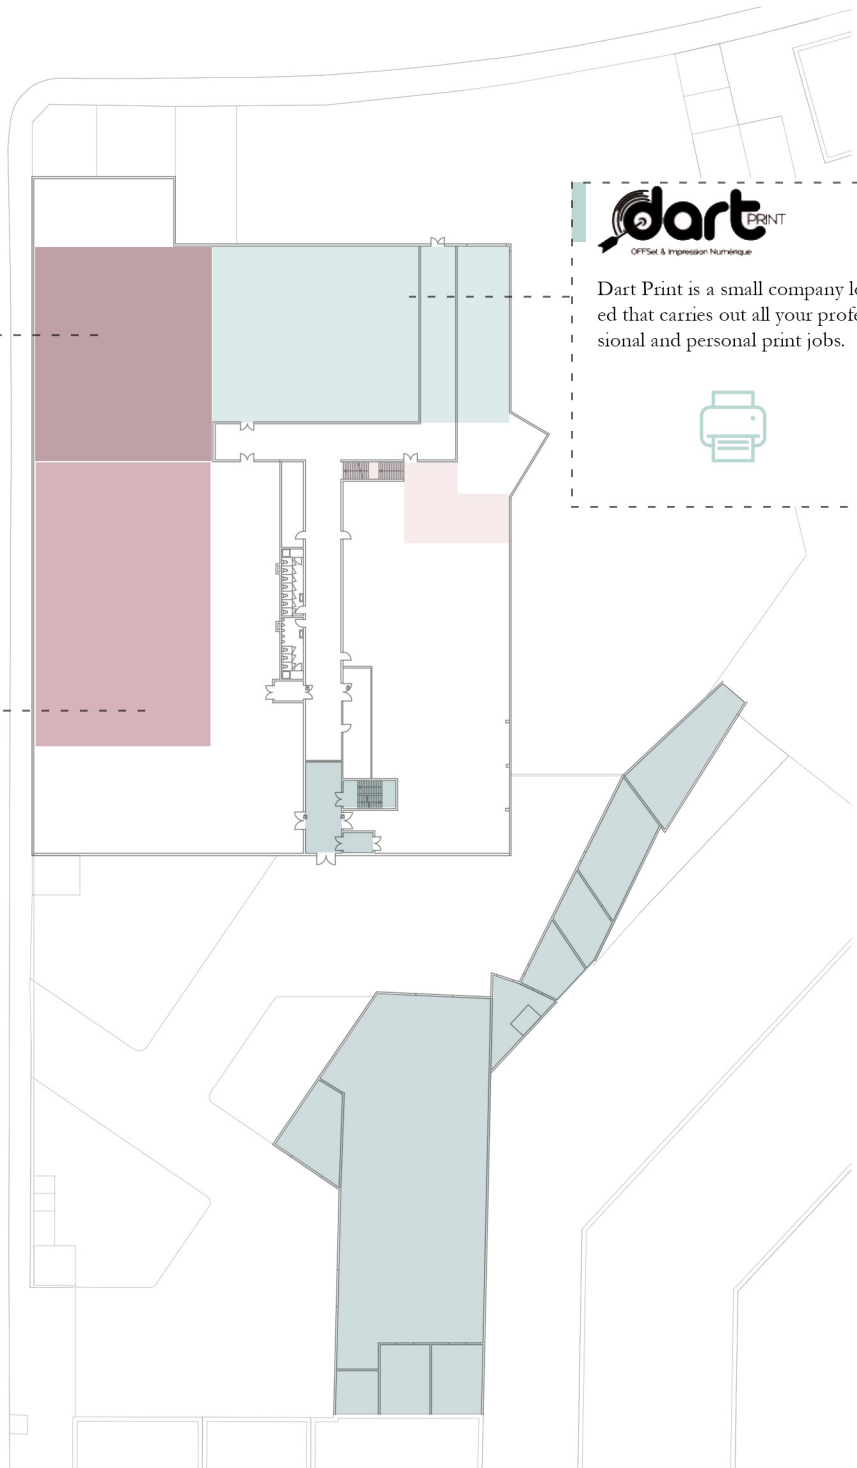 dart
PRINT
OFFSet & Impression Numérique
Dart Print is a small company lo
ed that carries out all your profe
sional and personal print jobs.